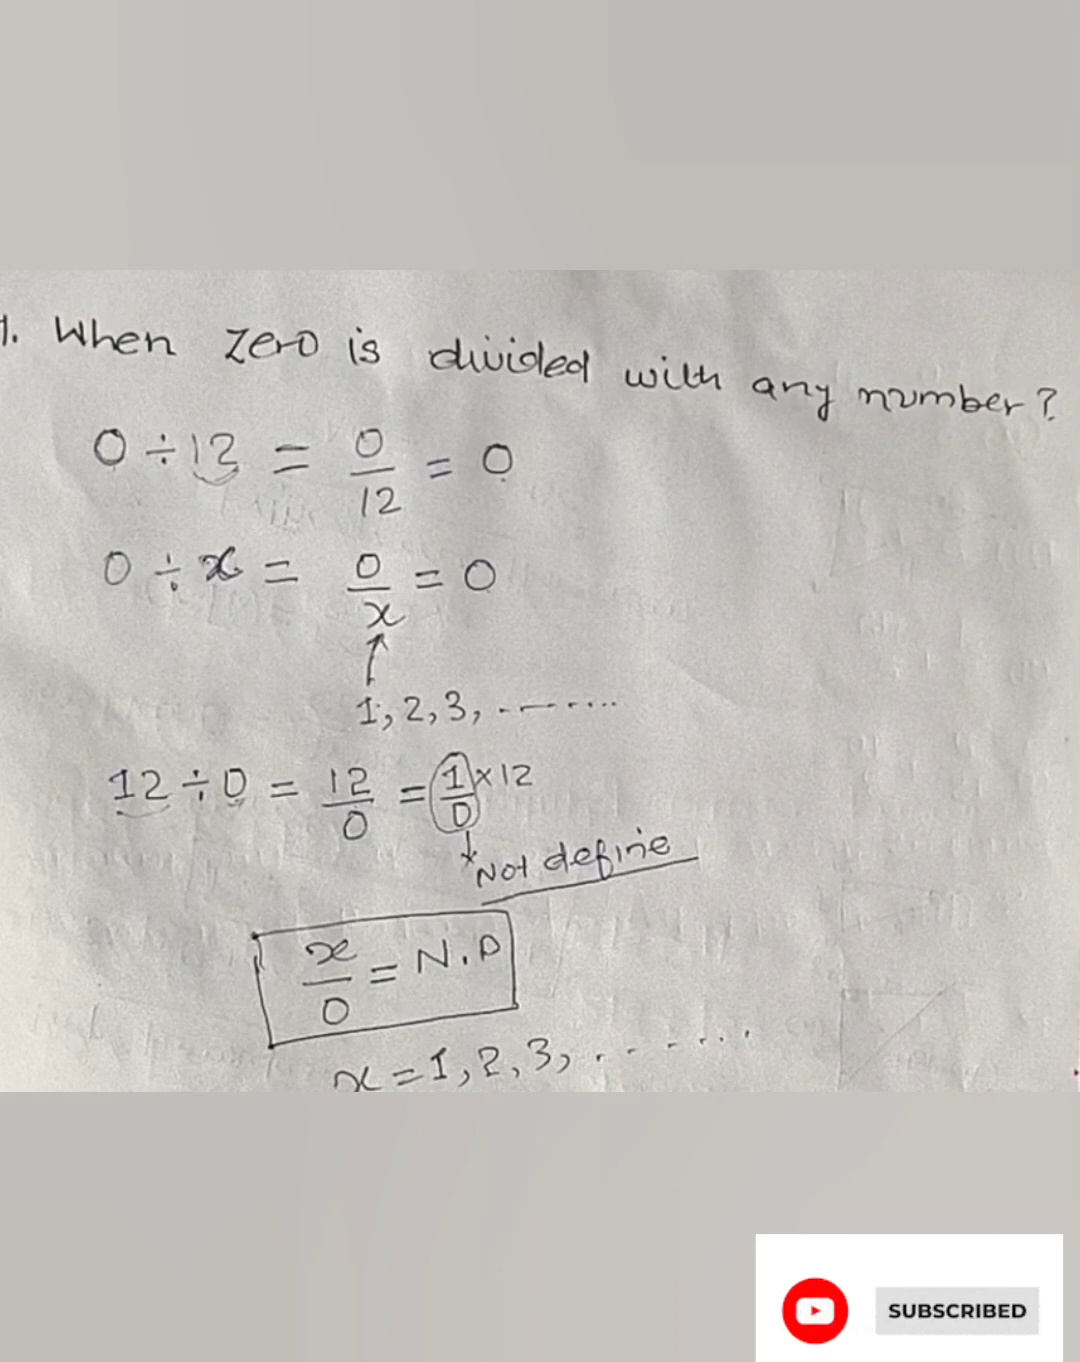 1. When zero is divided with any number?
0 ÷ 12 = 0/12 = 0
0 ÷ x = 0/x = 0
↑
1, 2, 3, .......
12 ÷ 0 = 12/0 = 1/0 × 12
Not define
x/0 = N.D
x = 1, 2, 3, .......
SUBSCRIBED